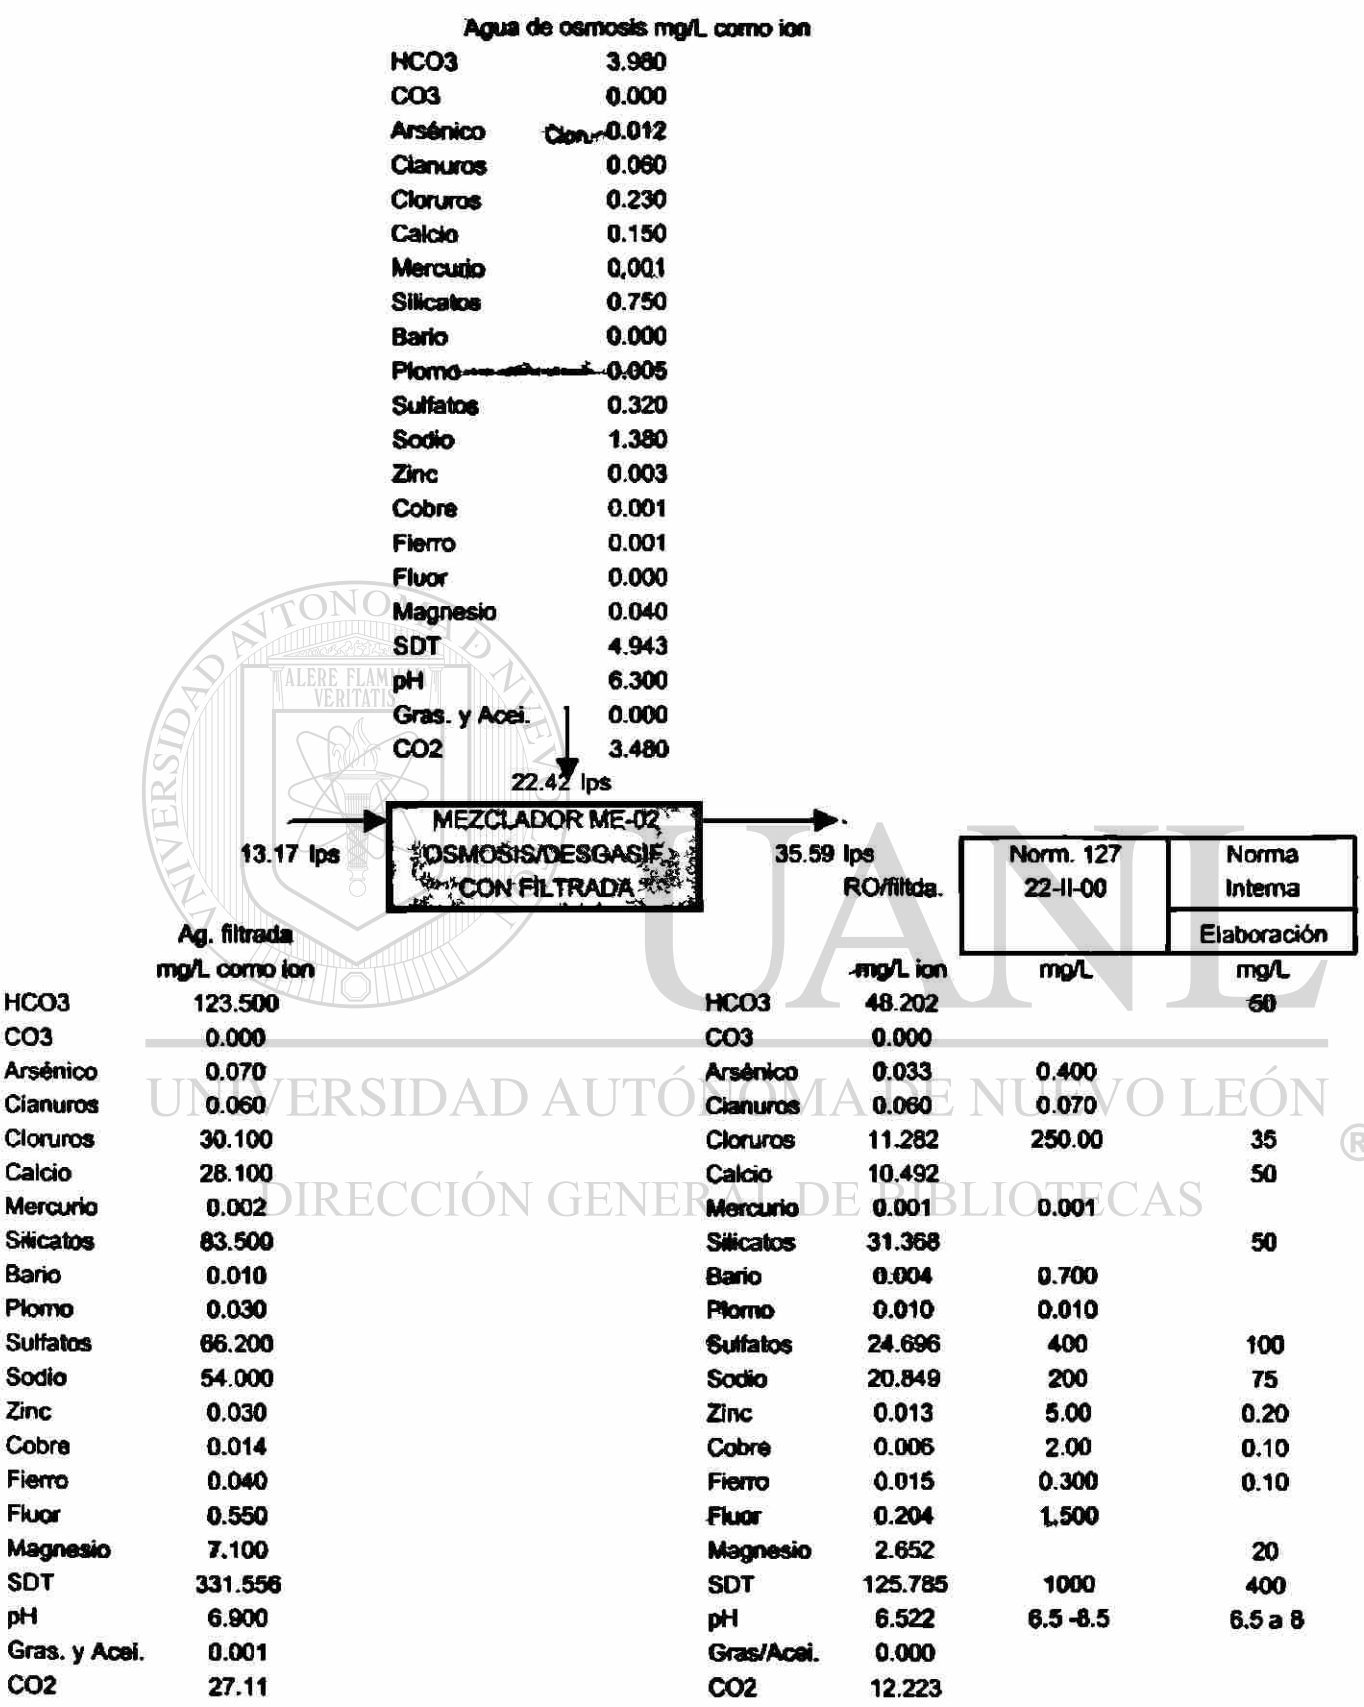 Agua de osmosis mg/L como ion
HCO3 3.980
CO3 0.000
Arsénico 0.012
Cianuros 0.060
Cloruros 0.230
Calcio 0.150
Mercurio 0,001
Silicatos 0.750
Bario 0.000
Plomo 0.005
Sulfatos 0.320
Sodio 1.380
Zinc 0.003
Cobre 0.001
Fierro 0.001
Fluor 0.000
Magnesio 0.040
SDT 4.943
pH 6.300
Gras. y Acei. 0.000
CO2 3.480
22.42 lps
MEZCLADOR ME-02
OSMOSIS/DESGASIF
CON FILTRADA
13.17 lps
35.59 lps
RO/filtda.
Norm. 127
22-II-00
Norma
Interna
Elaboración
Ag. filtrada
mg/L como ion
HCO3 123.500
CO3 0.000
Arsénico 0.070
Cianuros 0.060
Cloruros 30.100
Calcio 28.100
Mercurio 0.002
Silicatos 83.500
Bario 0.010
Plomo 0.030
Sulfatos 66.200
Sodio 54.000
Zinc 0.030
Cobre 0.014
Fierro 0.040
Fluor 0.550
Magnesio 7.100
SDT 331.556
pH 6.900
Gras. y Acei. 0.001
CO2 27.11
mg/L ion mg/L mg/L
HCO3 48.202 50
CO3 0.000
Arsénico 0.033 0.400
Cianuros 0.060 0.070
Cloruros 11.282 250.00 35
Calcio 10.492 50
Mercurio 0.001 0.001
Silicatos 31.368 50
Bario 0.004 0.700
Plomo 0.010 0.010
Sulfatos 24.696 400 100
Sodio 20.849 200 75
Zinc 0.013 5.00 0.20
Cobre 0.006 2.00 0.10
Fierro 0.015 0.300 0.10
Fluor 0.204 1.500
Magnesio 2.652 20
SDT 125.785 1000 400
pH 6.522 6.5 -8.5 6.5 a 8
Gras/Acei. 0.000
CO2 12.223
ALERE FLAMMAM
VERITATIS
UANL
UNIVERSIDAD AUTÓNOMA DE NUEVO LEÓN
®
DIRECCIÓN GENERAL DE BIBLIOTECAS